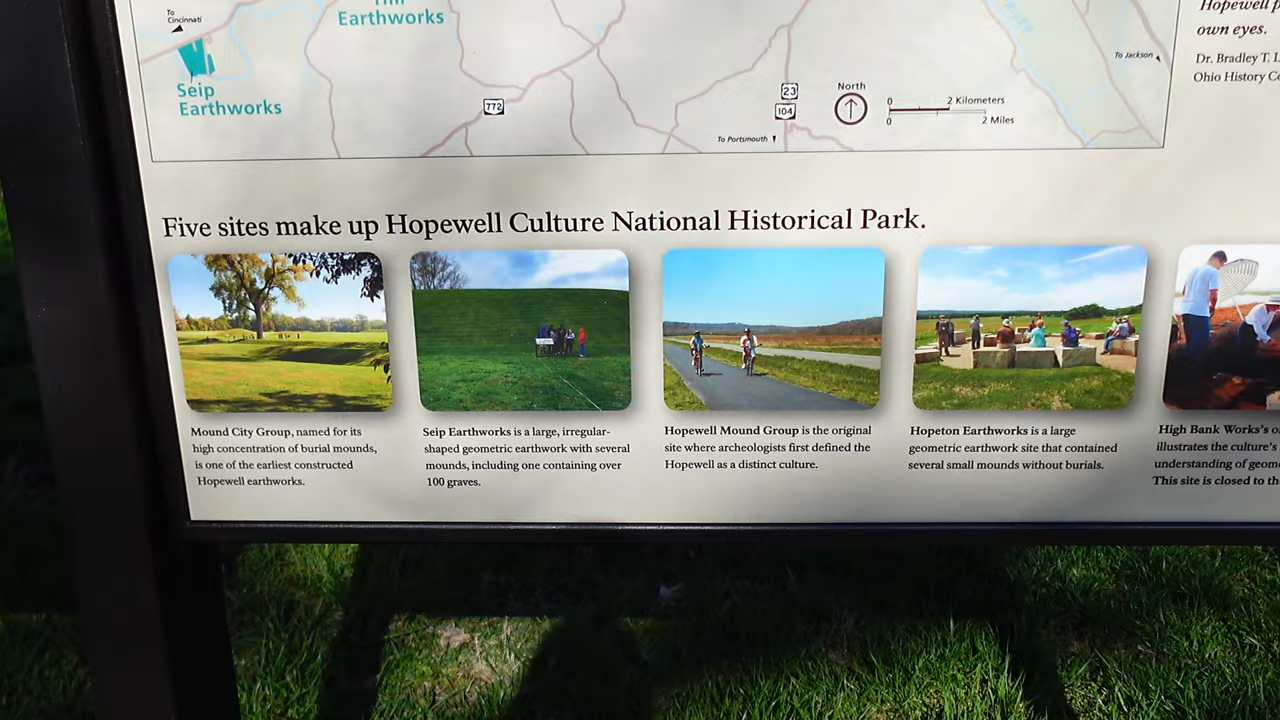 To
Cincinnati
Earthworks
Seip
Earthworks
772
23
104
To Portsmouth
North
0 2 Kilometers
0 2 Miles
To Jackson
Hopewell
own eyes.
Dr. Bradley T.
Ohio History
Five sites make up Hopewell Culture National Historical Park.
Mound City Group, named for its
high concentration of burial mounds,
is one of the earliest constructed
Hopewell earthworks.
Seip Earthworks is a large, irregular-
shaped geometric earthwork with several
mounds, including one containing over
100 graves.
Hopewell Mound Group is the original
site where archeologists first defined the
Hopewell as a distinct culture.
Hopeton Earthworks is a large
geometric earthwork site that contained
several small mounds without burials.
High Bank Works's
illustrates the culture's
understanding of
This site is closed to